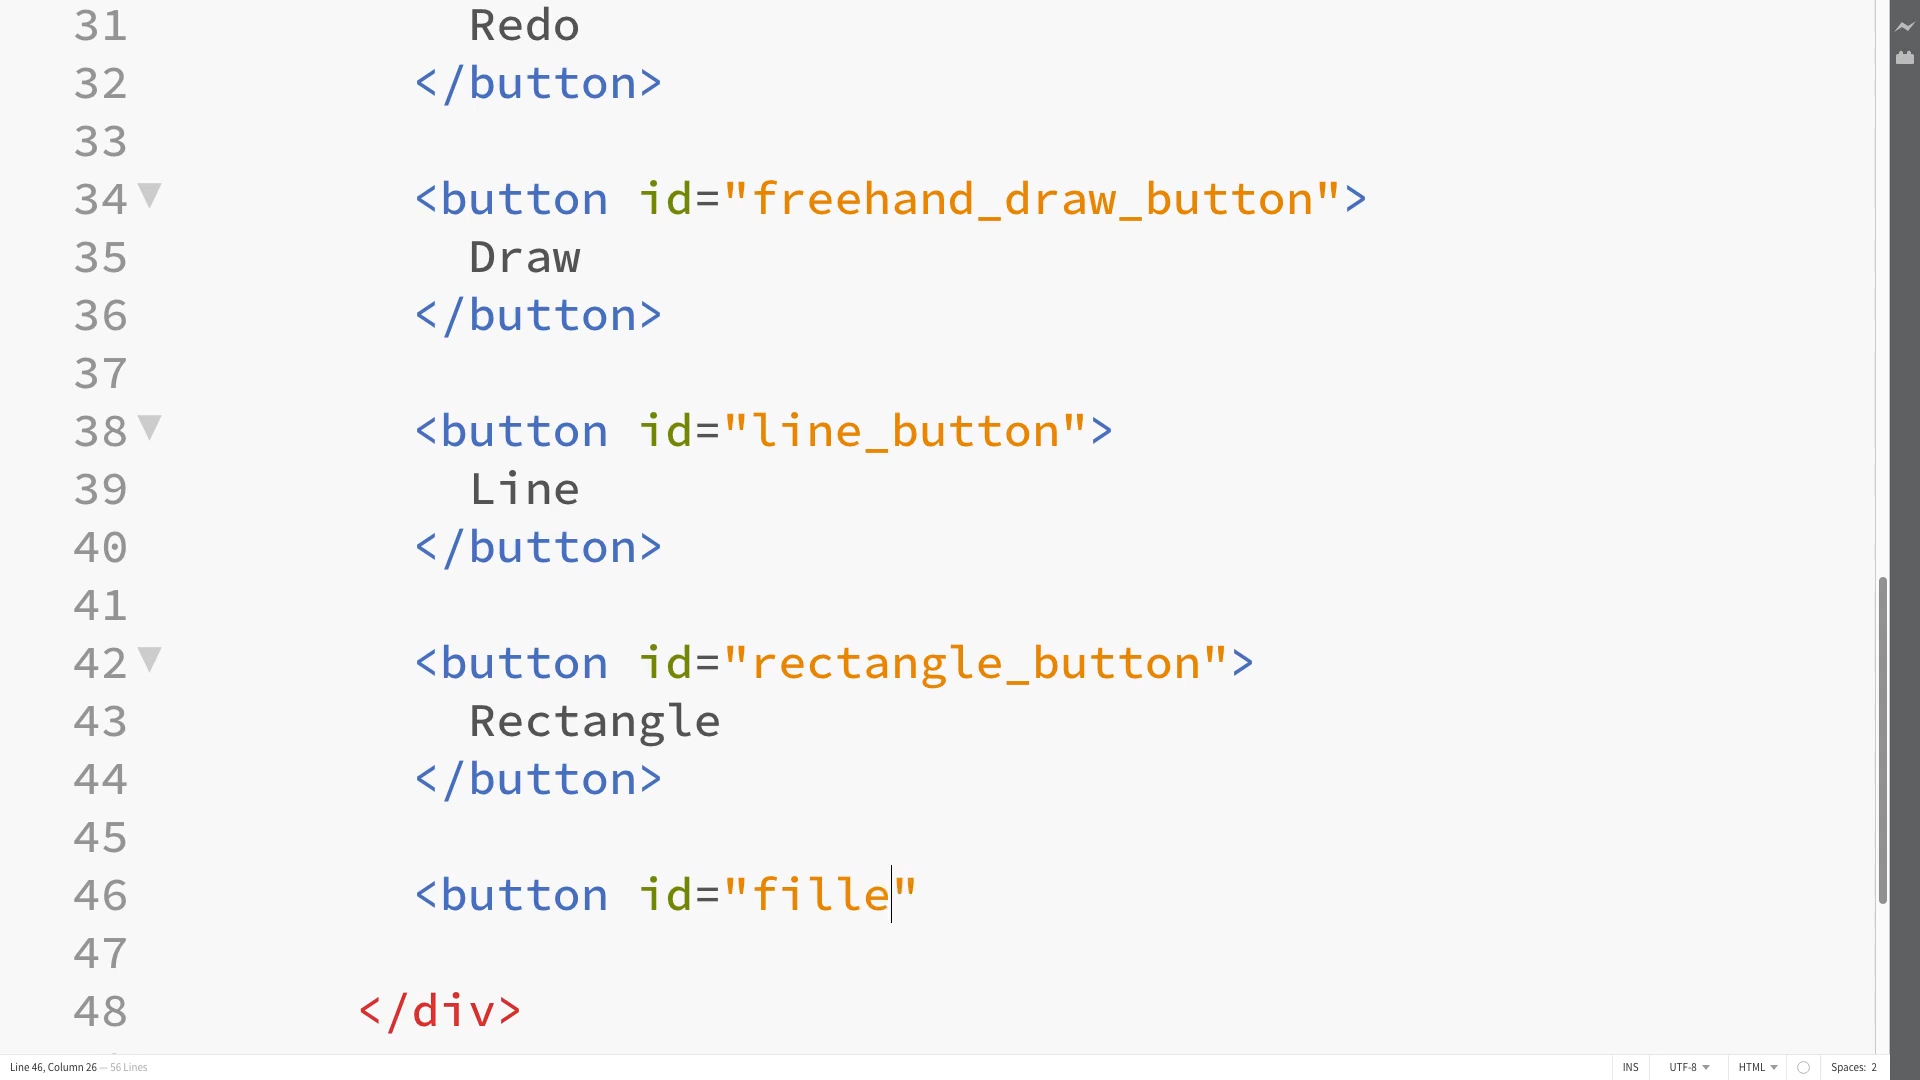 31 Redo
32 </button>
33
34 <button id="freehand_draw_button">
35 Draw
36 </button>
37
38 <button id="line_button">
39 Line
40 </button>
41
42 <button id="rectangle_button">
43 Rectangle
44 </button>
45
46 <button id="fille"
47
48 </div>
Line 46, Column 26 — 56 Lines INS UTF-8 HTML Spaces: 2